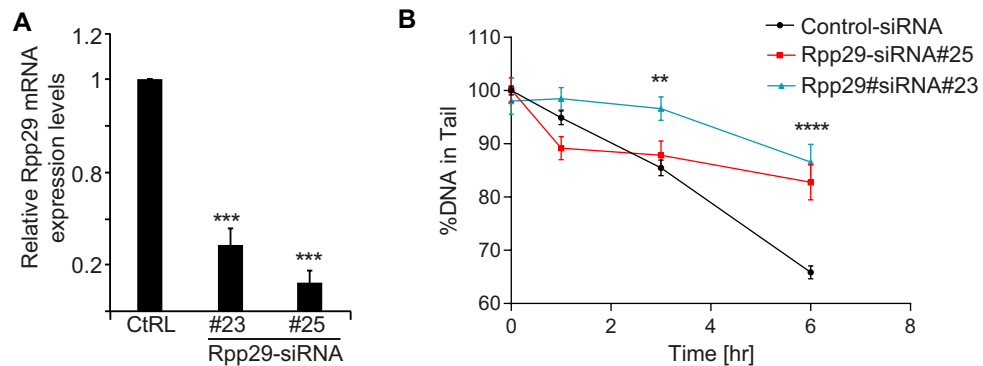 A
Relative Rpp29 mRNA
expression levels
1.2
1
0.8
0.2
***
***
CtRL
#23
#25
Rpp29-siRNA
B
Control-siRNA
Rpp29-siRNA#25
Rpp29#siRNA#23
%DNA in Tail
110
100
90
80
70
60
**
****
0
2
4
6
8
Time [hr]